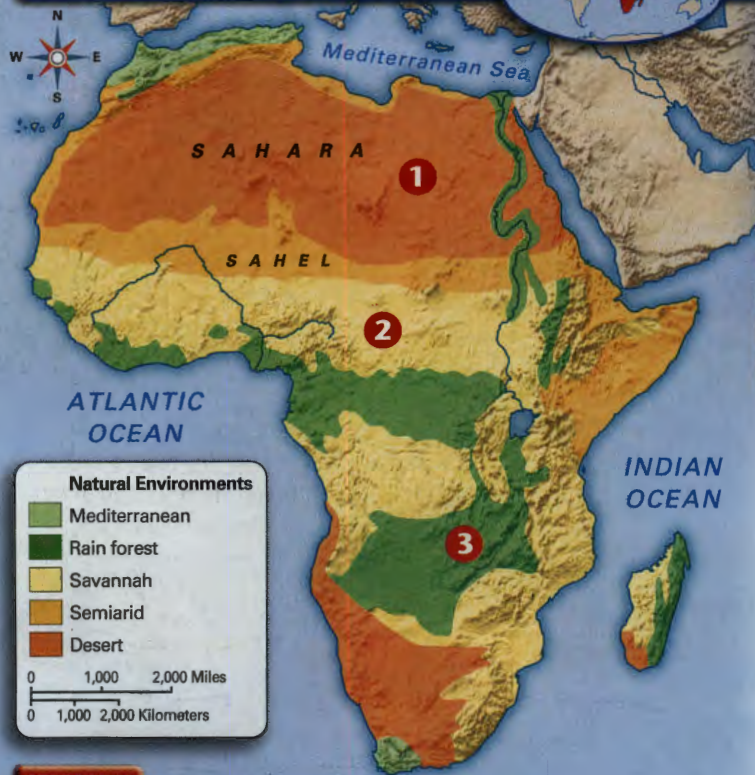 N
W E
S
Mediterranean Sea
SAHARA
1
SAHEL
2
ATLANTIC
OCEAN
INDIAN
OCEAN
3
Natural Environments
Mediterranean
Rain forest
Savannah
Semiarid
Desert
0 1,000 2,000 Miles
0 1,000 2,000 Kilometers